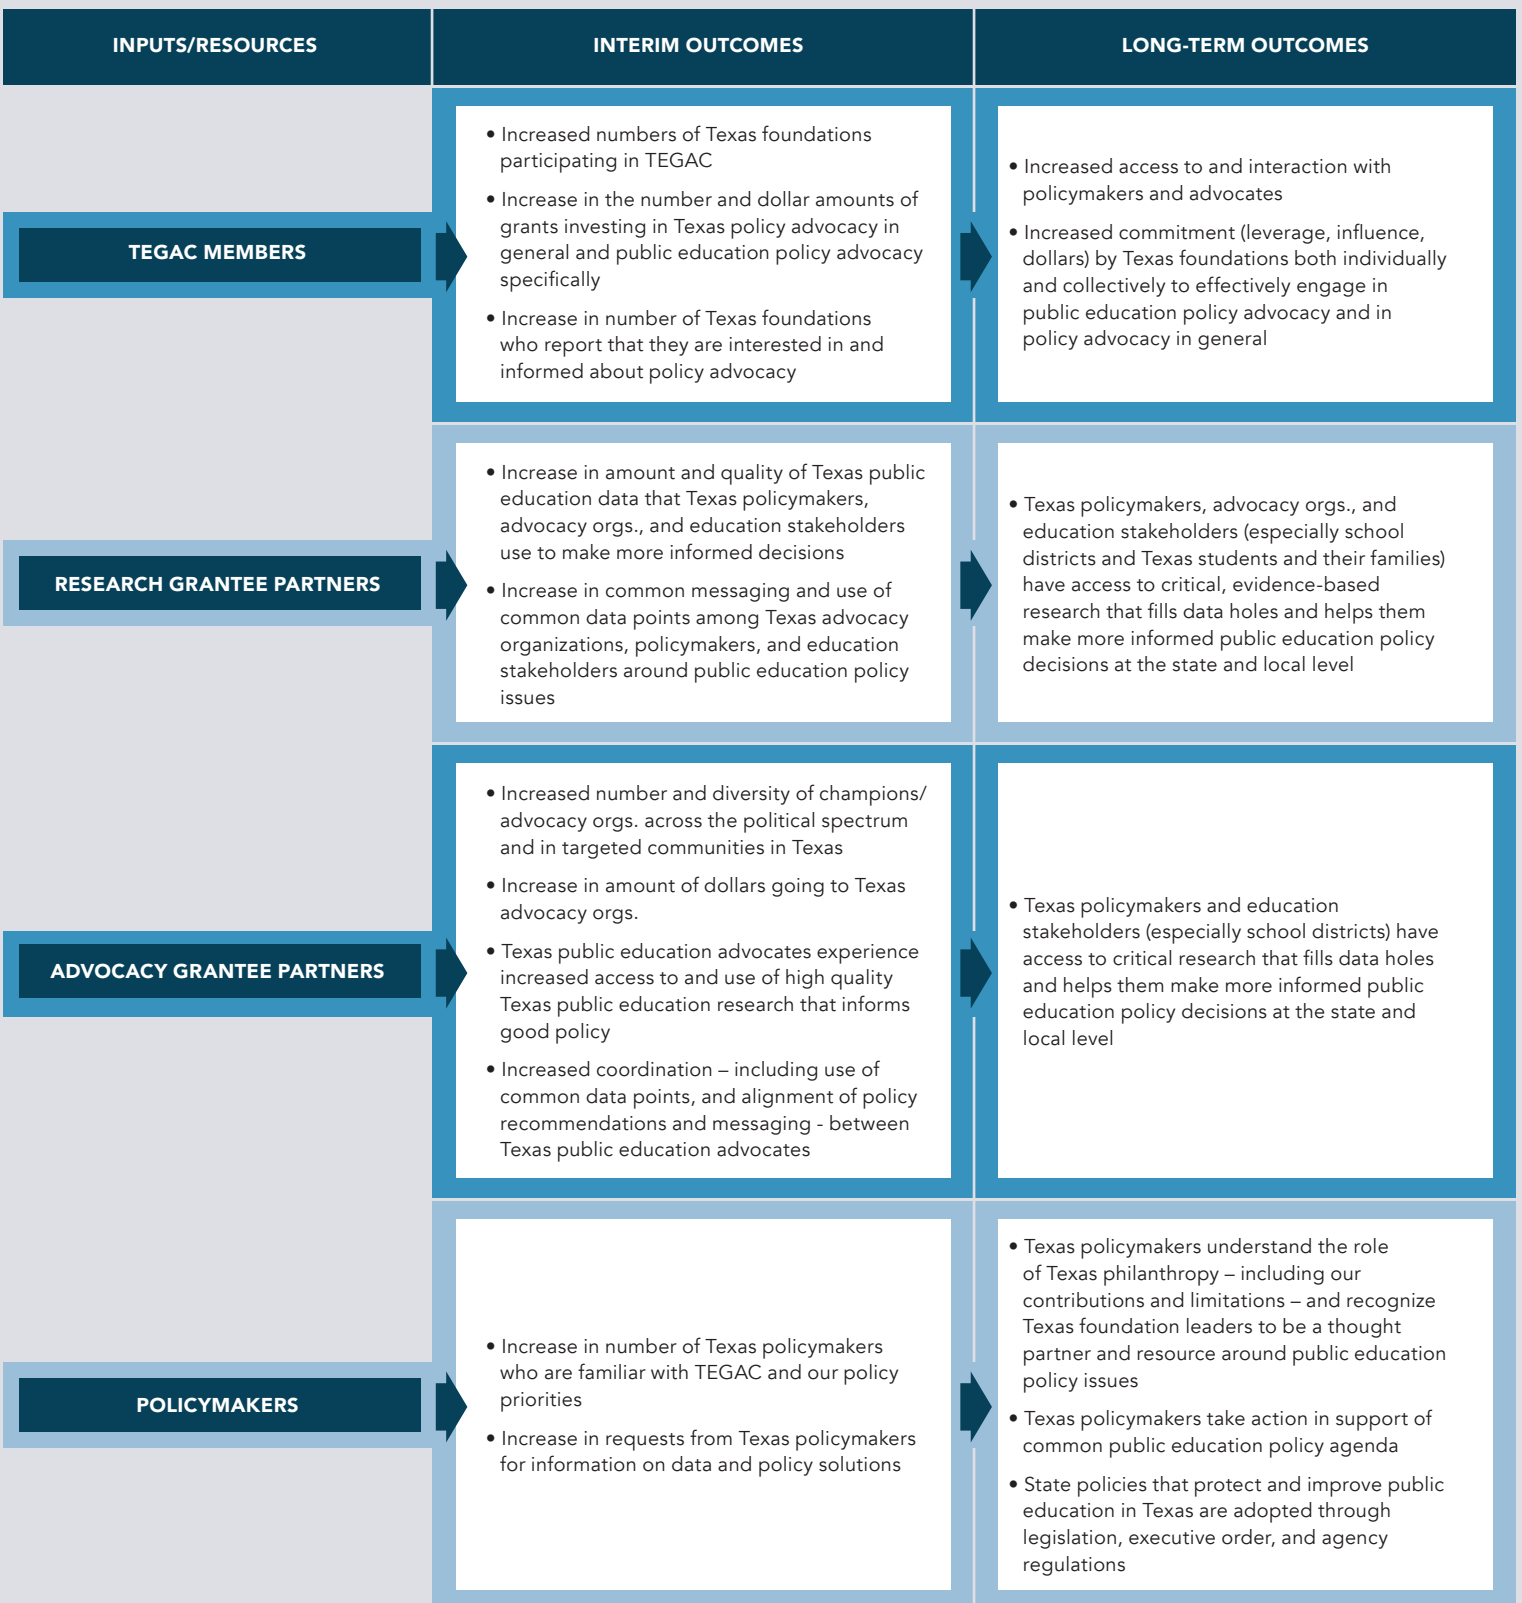 INPUTS/RESOURCES
INTERIM OUTCOMES
LONG-TERM OUTCOMES
TEGAC MEMBERS
• Increased numbers of Texas foundations
participating in TEGAC
• Increase in the number and dollar amounts of
grants investing in Texas policy advocacy in
general and public education policy advocacy
specifically
• Increase in number of Texas foundations
who report that they are interested in and
informed about policy advocacy
• Increased access to and interaction with
policymakers and advocates
• Increased commitment (leverage, influence,
dollars) by Texas foundations both individually
and collectively to effectively engage in
public education policy advocacy and in
policy advocacy in general
RESEARCH GRANTEE PARTNERS
• Increase in amount and quality of Texas public
education data that Texas policymakers,
advocacy orgs., and education stakeholders
use to make more informed decisions
• Increase in common messaging and use of
common data points among Texas advocacy
organizations, policymakers, and education
stakeholders around public education policy
issues
• Texas policymakers, advocacy orgs., and
education stakeholders (especially school
districts and Texas students and their families)
have access to critical, evidence-based
research that fills data holes and helps them
make more informed public education policy
decisions at the state and local level
ADVOCACY GRANTEE PARTNERS
• Increased number and diversity of champions/
advocacy orgs. across the political spectrum
and in targeted communities in Texas
• Increase in amount of dollars going to Texas
advocacy orgs.
• Texas public education advocates experience
increased access to and use of high quality
Texas public education research that informs
good policy
• Increased coordination – including use of
common data points, and alignment of policy
recommendations and messaging - between
Texas public education advocates
• Texas policymakers and education
stakeholders (especially school districts) have
access to critical research that fills data holes
and helps them make more informed public
education policy decisions at the state and
local level
POLICYMAKERS
• Increase in number of Texas policymakers
who are familiar with TEGAC and our policy
priorities
• Increase in requests from Texas policymakers
for information on data and policy solutions
• Texas policymakers understand the role
of Texas philanthropy – including our
contributions and limitations – and recognize
Texas foundation leaders to be a thought
partner and resource around public education
policy issues
• Texas policymakers take action in support of
common public education policy agenda
• State policies that protect and improve public
education in Texas are adopted through
legislation, executive order, and agency
regulations